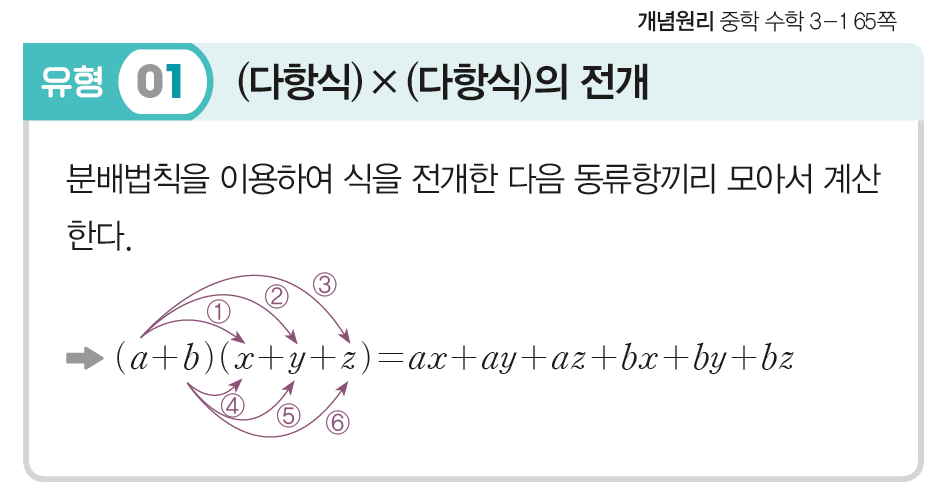 개념원리 중학 수학 3-1 65쪽
유형 01 (다항식)×(다항식)의 전개
분배법칙을 이용하여 식을 전개한 다음 동류항끼리 모아서 계산
한다.
① ② ③
➡ (a+b)(x+y+z)=ax+ay+az+bx+by+bz
④ ⑤ ⑥